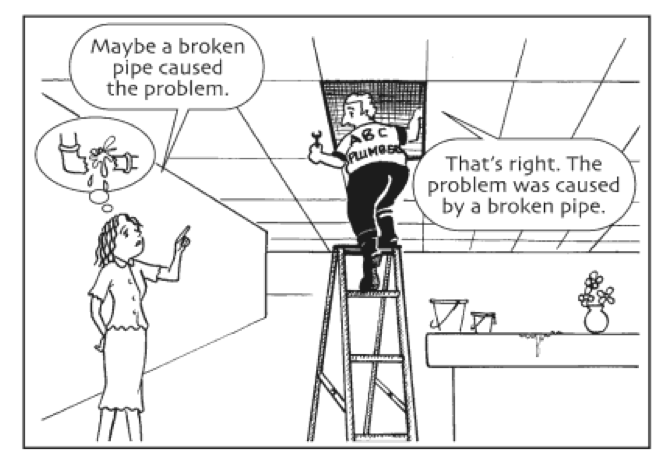 Maybe a broken
pipe caused
the problem.
ABC
PLUMBER
That's right. The
problem was caused
by a broken pipe.